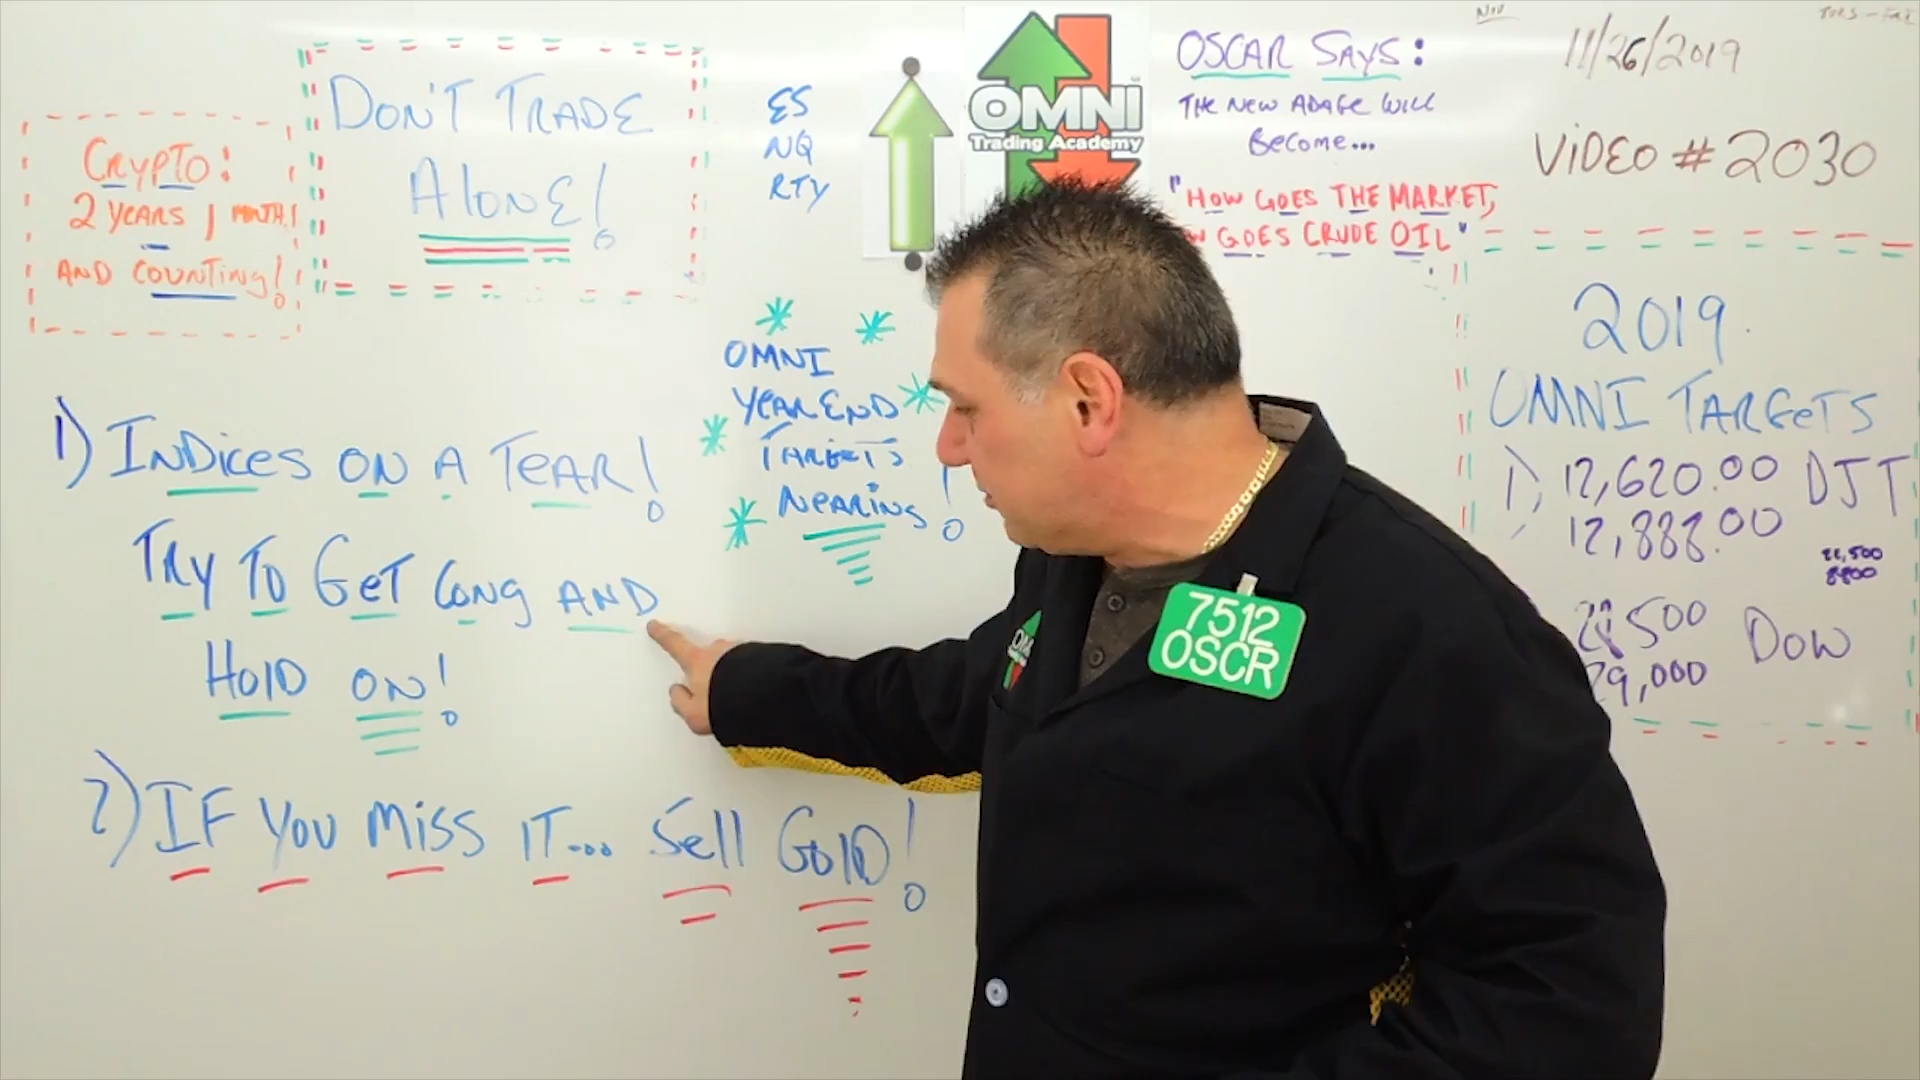 CRYPTO!
2 YEARS, 1 MONTH!
AND COUNTING!
DON'T TRADE
ALONE!
ES
NQ
RTY
OMNI
Trading Academy
OSCAR SAYS:
THE NEW ADAGE WILL
BECOME...
"HOW GOES THE MARKET,
GOES CRUDE OIL"
NOV
TUES -
11/26/2019
VIDEO # 2030
OMNI
YEAR END
TARGETS
NEARING!
1) INDICES ON A TEAR!
TRY TO GET LONG AND
HOLD ON!
2) IF YOU MISS IT... SELL GOLD!
2019
OMNI TARGETS
1) 12,620.00 DJT
12,888.00
8800
500 DOW
29,000
7512
OSCR